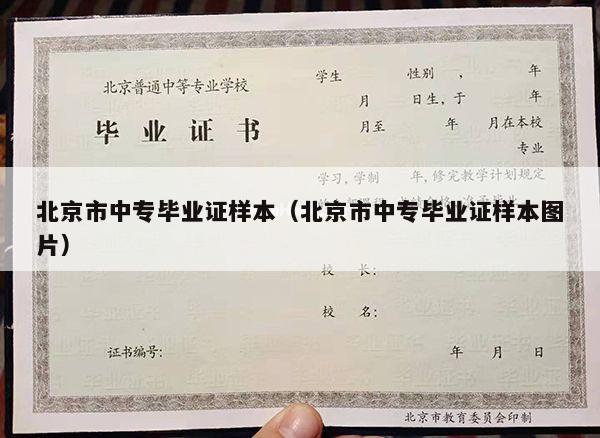 北京普通中等专业学校
毕业证书
证书编号:
学生 性别 , 年
月 日生,于 年
月至 年 月在本校
专业
学习,学制 年,修完教学计划规定
北京市中专毕业证样本（北京市中专毕业证样本图
片）
校 长:
校 名:
年 月 日
北京市教育委员会印制